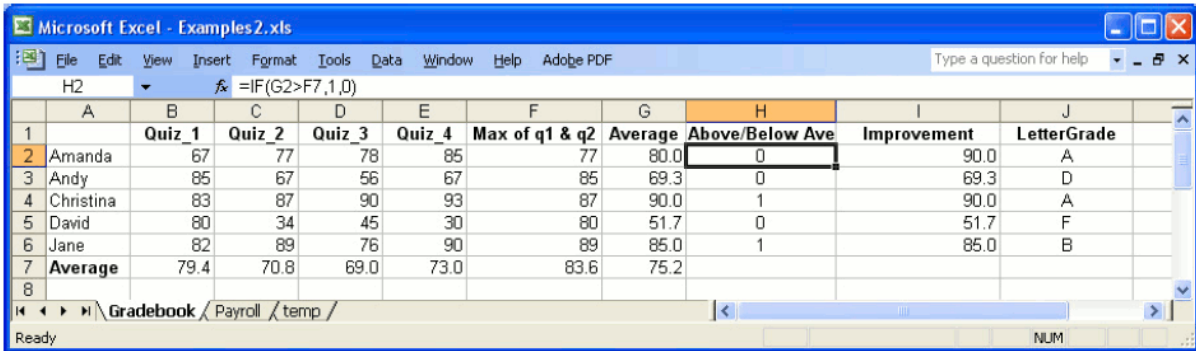 Microsoft Excel - Examples2.xls
File Edit View Insert Format Tools Data Window Help Adobe PDF Type a question for help
H2 fx =IF(G2>F7,1,0)
A B C D E F G H I J
1 Quiz_1 Quiz_2 Quiz_3 Quiz_4 Max of q1 & q2 Average Above/Below Ave Improvement LetterGrade
2 Amanda 67 77 78 85 77 80.0 0 90.0 A
3 Andy 85 67 56 67 85 69.3 0 69.3 D
4 Christina 83 87 90 93 87 90.0 1 90.0 A
5 David 80 34 45 30 80 51.7 0 51.7 F
6 Jane 82 89 76 90 89 85.0 1 85.0 B
7 Average 79.4 70.8 69.0 73.0 83.6 75.2
8
Gradebook Payroll temp
Ready NUM